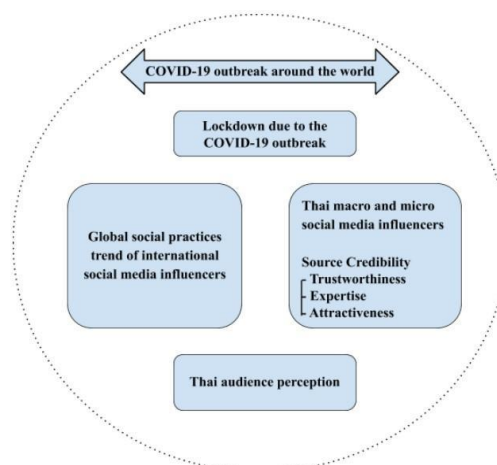 COVID-19 outbreak around the world
Lockdown due to the
COVID-19 outbreak
Global social practices
trend of international
social media influencers
Thai macro and micro
social media influencers
Source Credibility
Trustworthiness
Expertise
Attractiveness
Thai audience perception